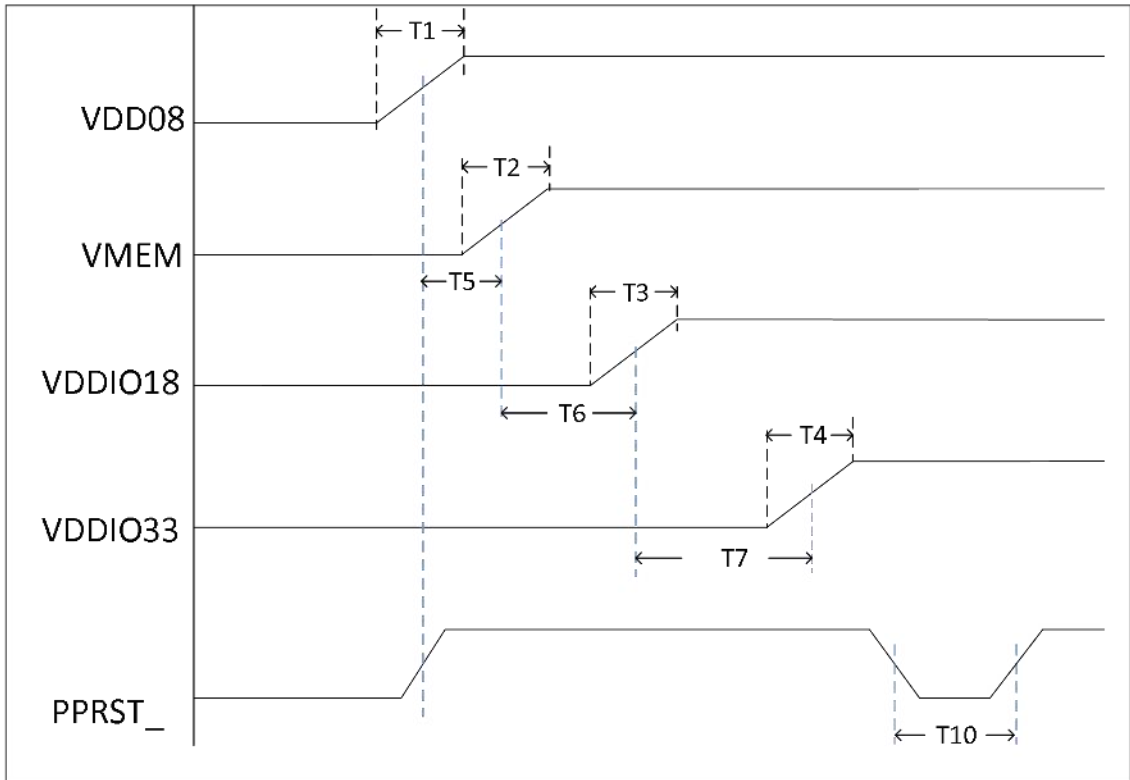 T1
VDD08
T2
VMEM
T5
T3
VDDIO18
T6
T4
VDDIO33
T7
PPRST_
T10